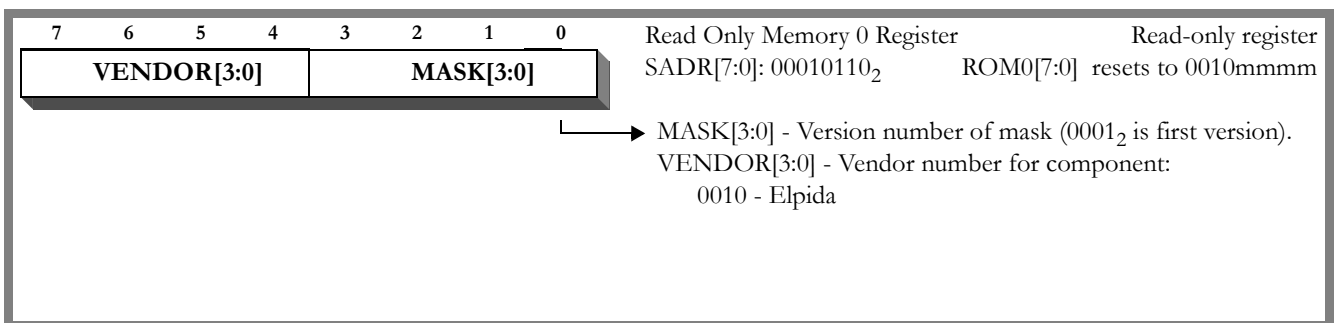 7 6 5 4 3 2 1 0
VENDOR[3:0] MASK[3:0]
Read Only Memory 0 Register Read-only register
SADR[7:0]: 00010110₂ ROM0[7:0] resets to 0010mmmm
MASK[3:0] - Version number of mask (0001₂ is first version).
VENDOR[3:0] - Vendor number for component:
0010 - Elpida